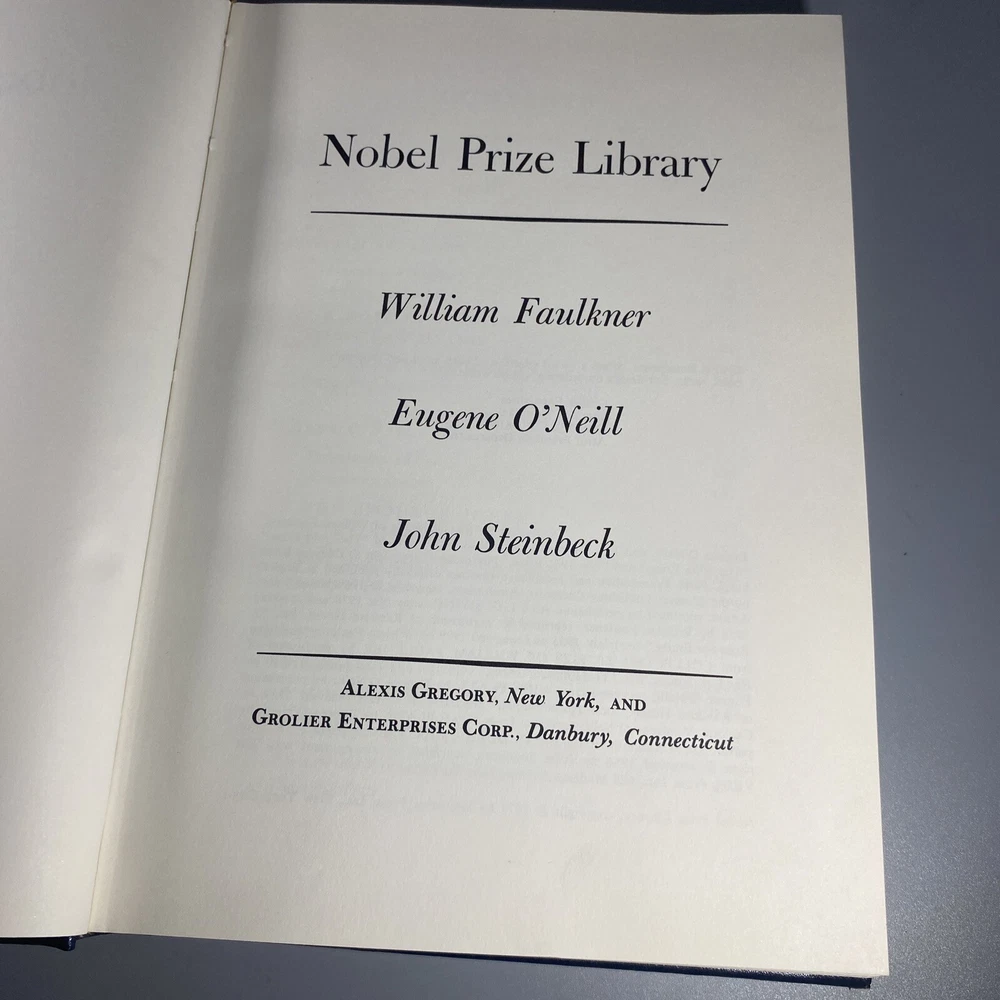 Nobel Prize Library
William Faulkner
Eugene O’Neill
John Steinbeck
ALEXIS GREGORY, New York, AND
GROLIER ENTERPRISES CORP., Danbury, Connecticut